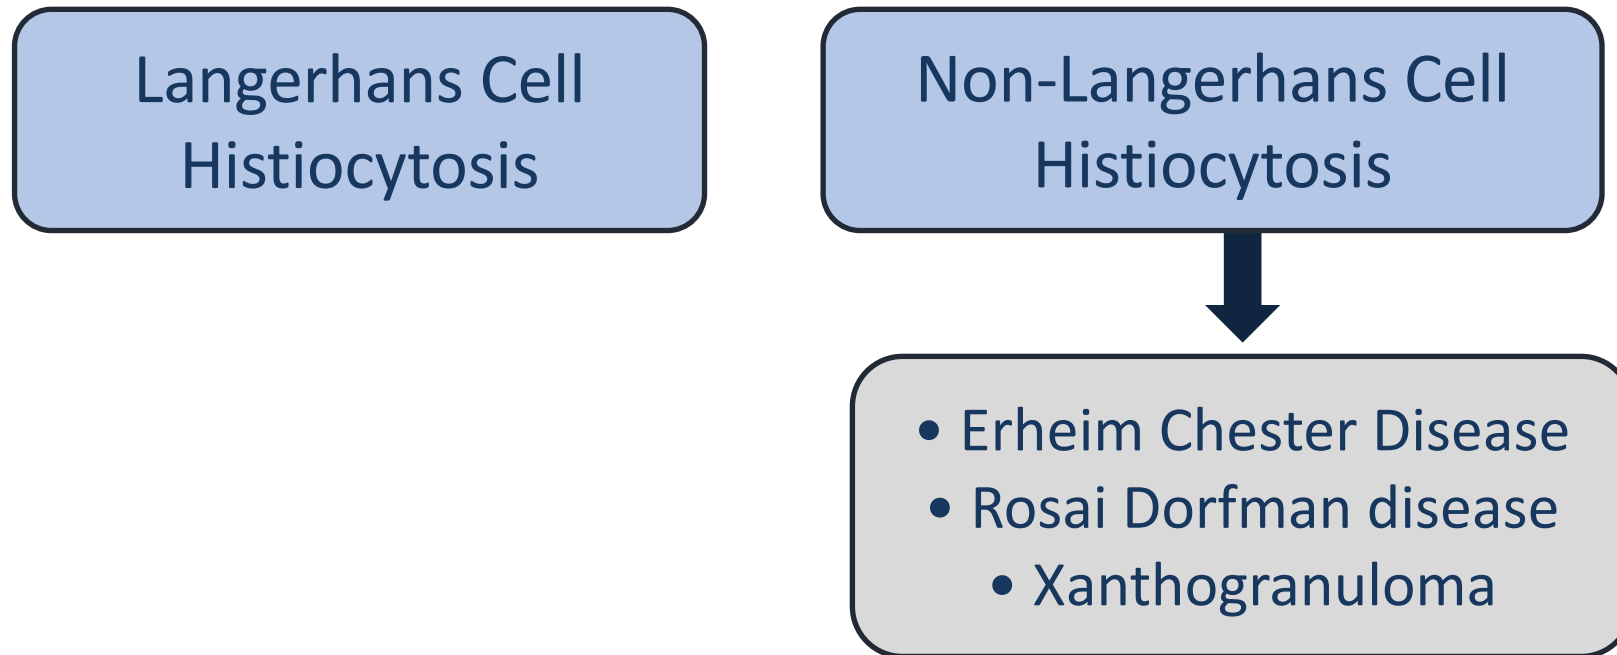 Langerhans Cell
Histiocytosis
Non-Langerhans Cell
Histiocytosis
• Erheim Chester Disease
• Rosai Dorfman disease
• Xanthogranuloma